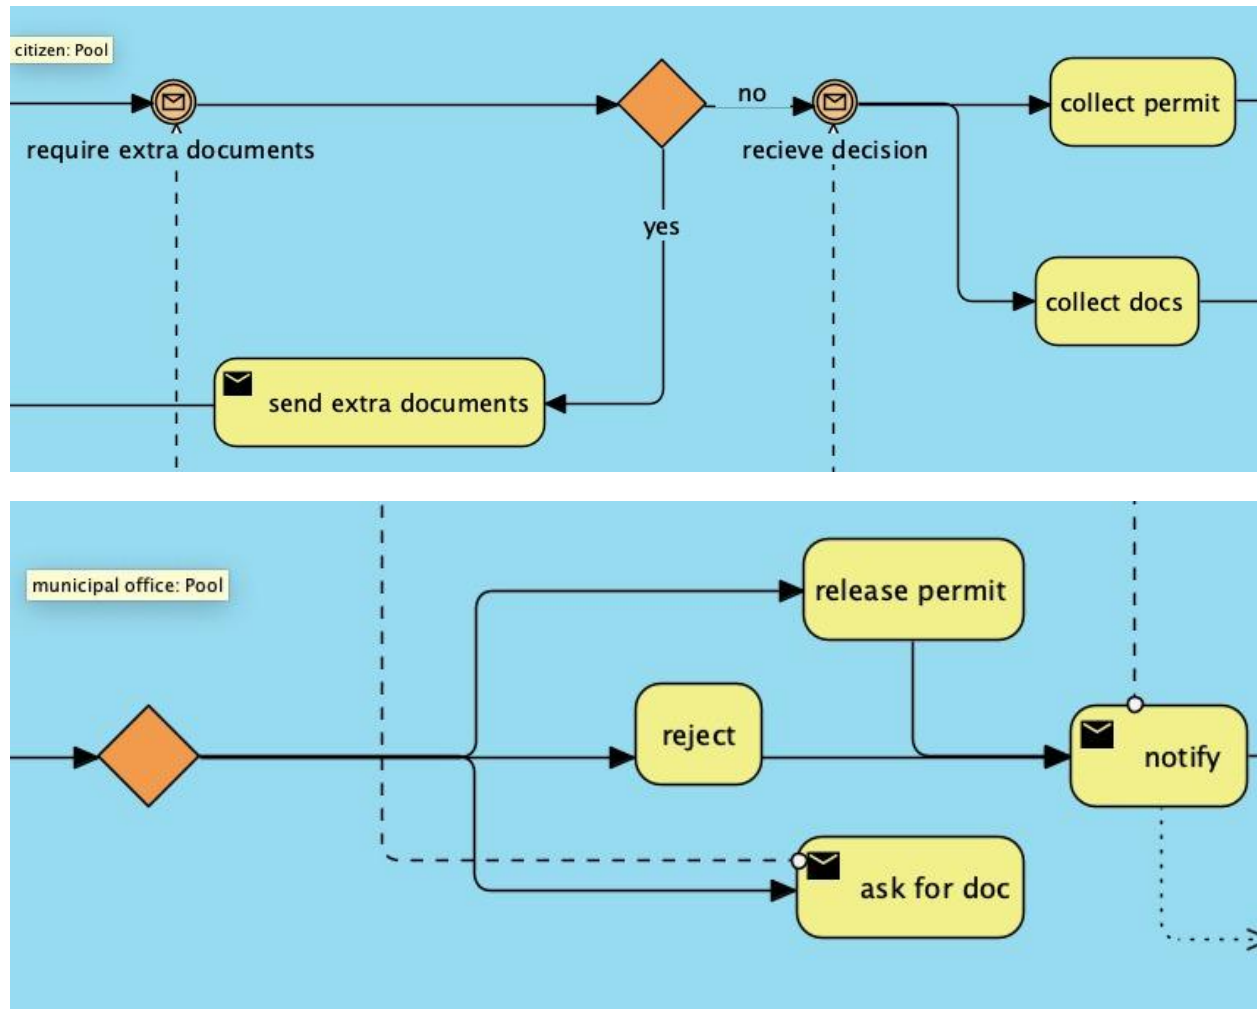 citizen: Pool
no
collect permit
require extra documents
recieve decision
yes
collect docs
send extra documents
municipal office: Pool
release permit
reject
notify
ask for doc